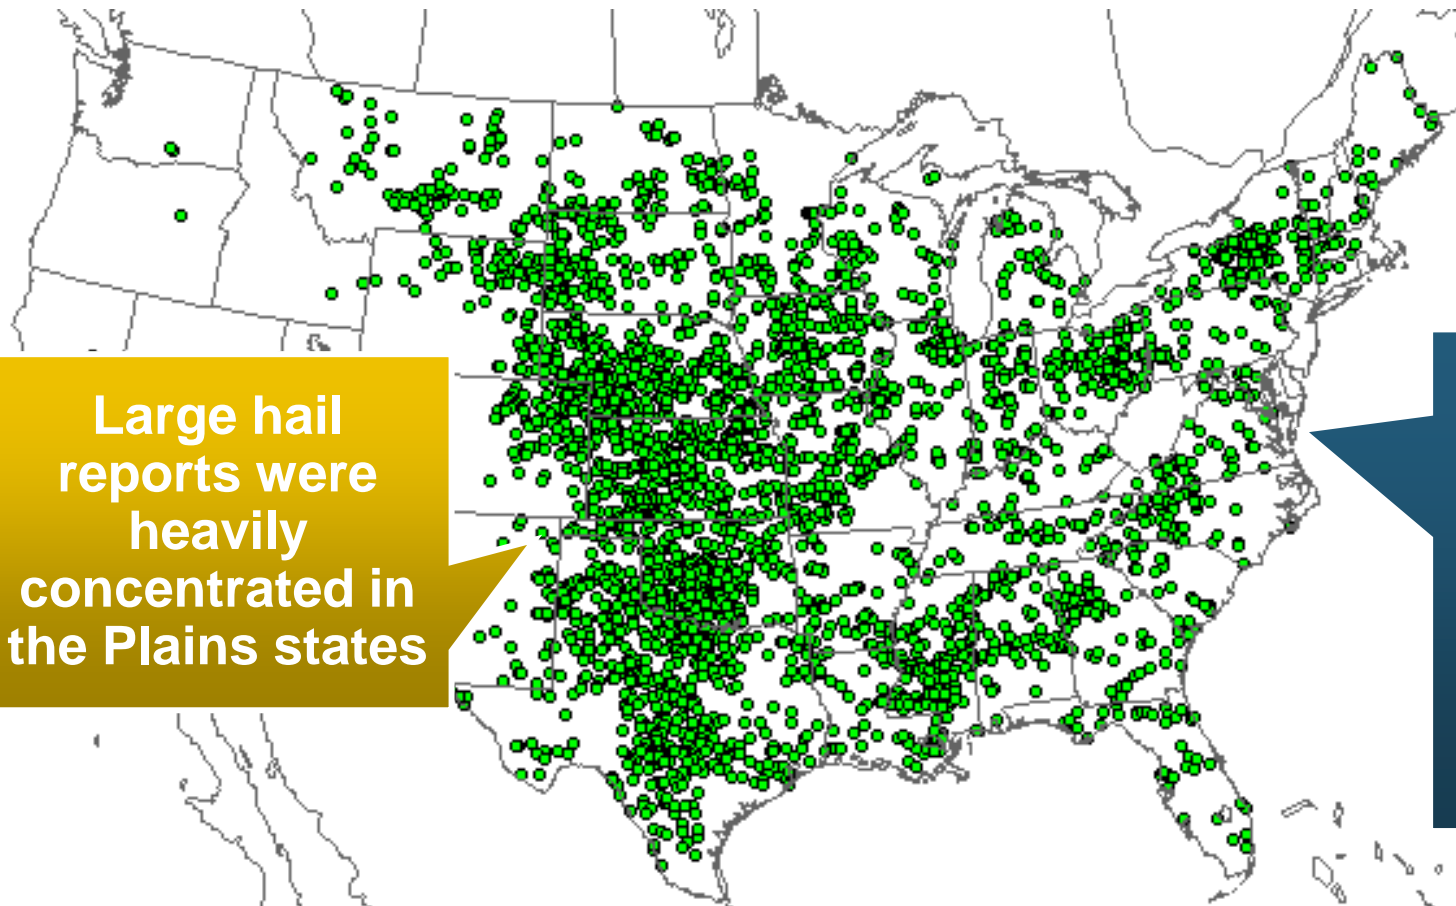 Large hail
reports were
heavily
concentrated in
the Plains states